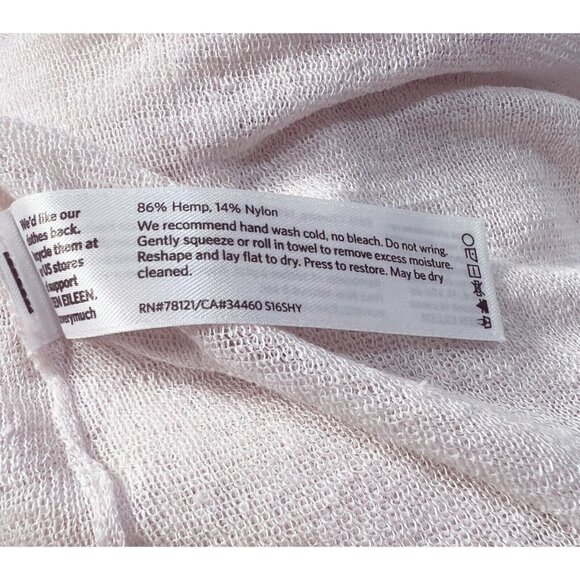 We'd like our
clothes back.
cycle them at
US stores
support
EN EILEEN.
neymuch
86% Hemp, 14% Nylon
We recommend hand wash cold, no bleach. Do not wring.
Gently squeeze or roll in towel to remove excess moisture.
Reshape and lay flat to dry. Press to restore. May be dry
cleaned.
RN#78121/CA#34460 S16SHY